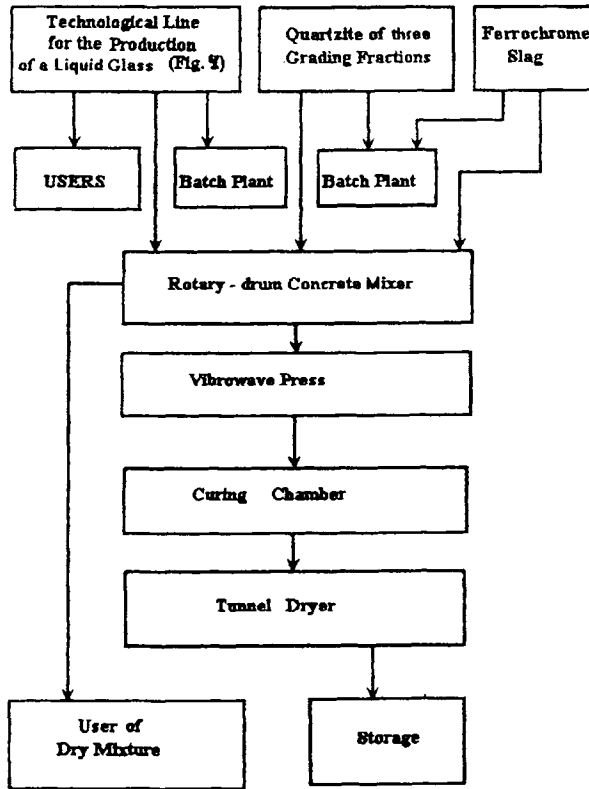 Technological Line
for the Production
of a Liquid Glass (Fig. 1)
Quartzite of three
Grading Fractions
Ferrochrome
Slag
USERS
Batch Plant
Batch Plant
Rotary - drum Concrete Mixer
Vibrowave Press
Curing Chamber
Tunnel Dryer
User of
Dry Mixture
Storage